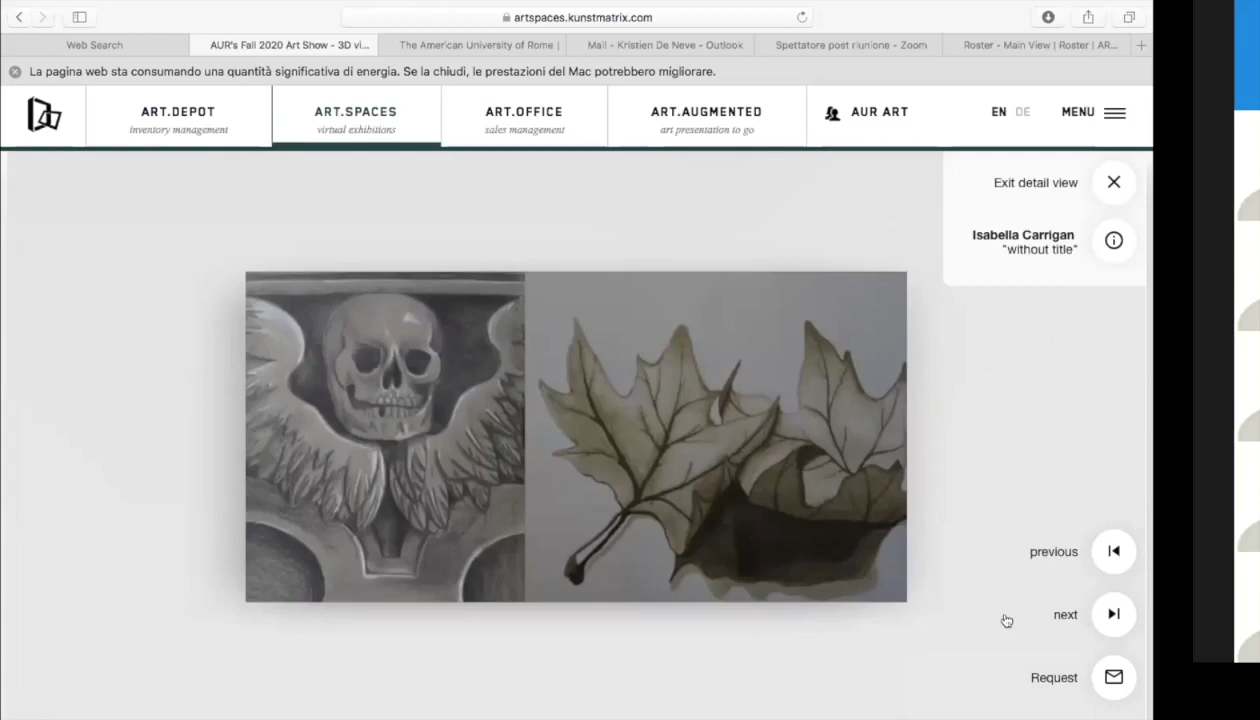 artspaces.kunstmatrix.com
Web Search
AUR's Fall 2020 Art Show - 3D vi...
The American University of Rome |
Mail - Kristien De Neve - Outlook
Spettatore post riunione - Zoom
Roster - Main View | Roster | AR...
La pagina web sta consumando una quantità significativa di energia. Se la chiudi, le prestazioni del Mac potrebbero migliorare.
ART.DEPOT
inventory management
ART.SPACES
virtual exhibitions
ART.OFFICE
sales management
ART.AUGMENTED
art presentation to go
AUR ART
EN DE
MENU
Exit detail view
Isabella Carrigan
"without title"
previous
next
Request